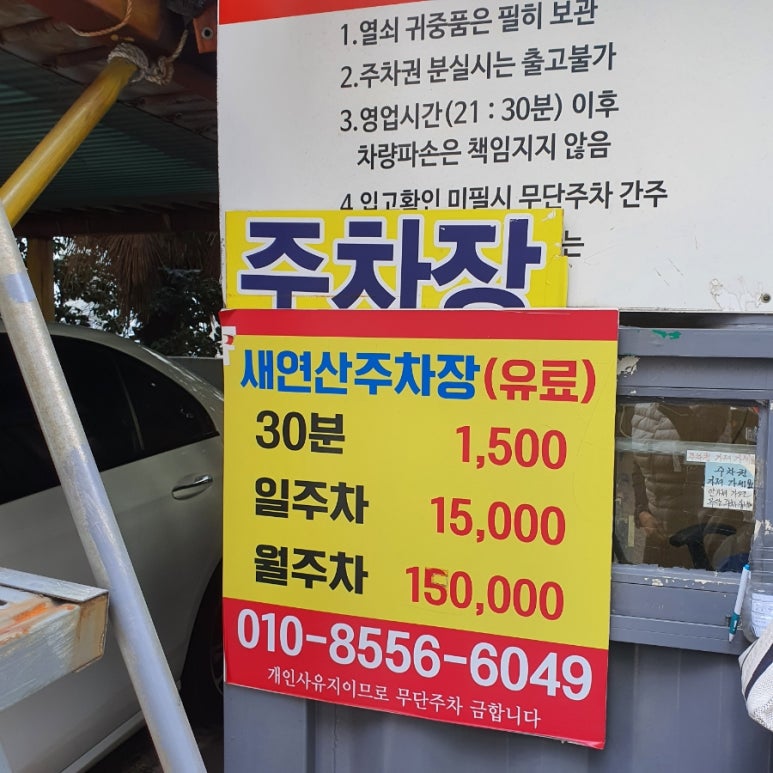 1.열쇠 귀중품은 필히 보관
2.주차권 분실시는 출고불가
3.영업시간(21 : 30분) 이후
차량파손은 책임지지 않음
4.입고확인 미필시 무단주차 간주
는
주차장
새연산주차장(유료)
30분 1,500
일주차 15,000
월주차 150,000
010-8556-6049
개인사유지이므로 무단주차 금합니다
주차권